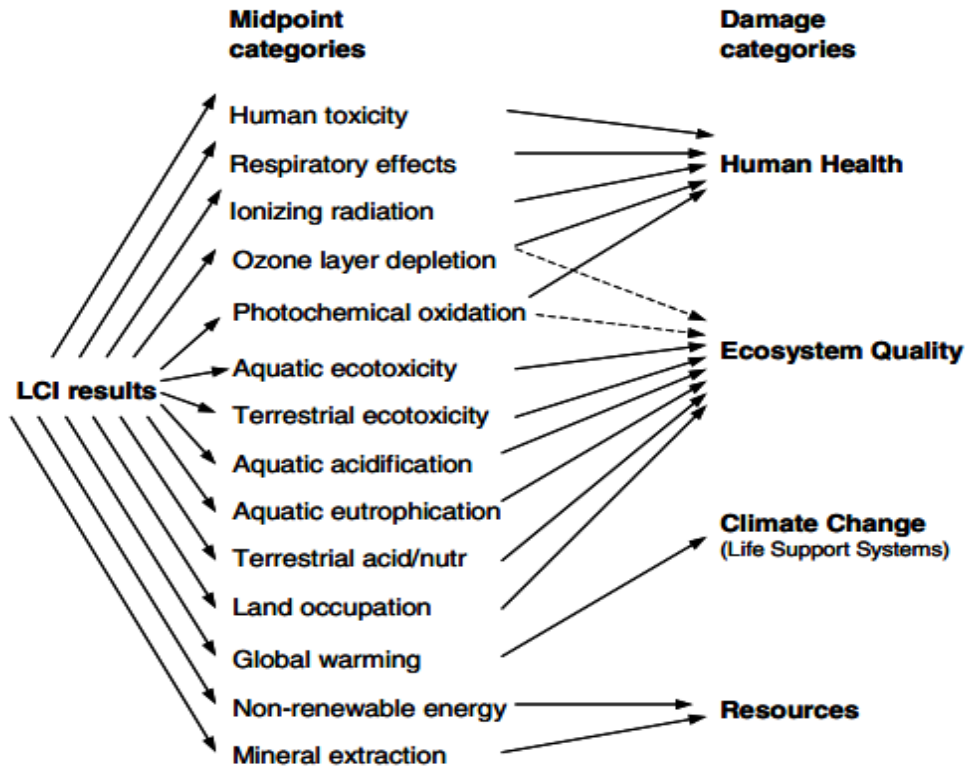 Midpoint
categories
Damage
categories
Human toxicity
Respiratory effects
Human Health
Ionizing radiation
Ozone layer depletion
Photochemical oxidation
Ecosystem Quality
Aquatic ecotoxicity
LCI results
Terrestrial ecotoxicity
Aquatic acidification
Aquatic eutrophication
Climate Change
(Life Support Systems)
Terrestrial acid/nutr
Land occupation
Global warming
Non-renewable energy
Resources
Mineral extraction